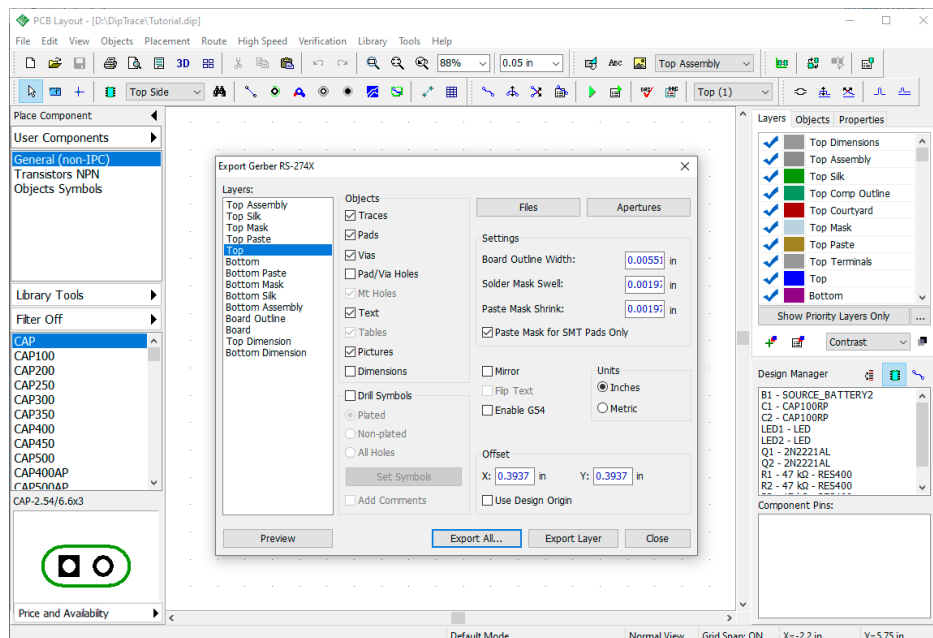 PCB Layout - [D:\DipTrace\Tutorial.dip]
File Edit View Objects Placement Route High Speed Verification Library Tools Help
3D 88% 0.05 in ABC Top Assembly
Top Side Top (1)
Place Component
User Components
General (non-IPC)
Transistors NPN
Objects Symbols
Library Tools
Filter Off
CAP
CAP100
CAP200
CAP250
CAP300
CAP350
CAP400
CAP450
CAP500
CAP400AP
CAP500AP
CAP-2.54/6.6x3
Price and Availability
Export Gerber RS-274X
Layers:
Top Assembly
Top Silk
Top Mask
Top Paste
Top
Bottom
Bottom Paste
Bottom Mask
Bottom Silk
Bottom Assembly
Board Outline
Board
Top Dimension
Bottom Dimension
Objects
Traces
Pads
Vias
Pad/Via Holes
Mt Holes
Text
Tables
Pictures
Dimensions
Drill Symbols
Plated
Non-plated
All Holes
Set Symbols
Add Comments
Files Apertures
Settings
Board Outline Width: 0.00551 in
Solder Mask Swell: 0.00197 in
Paste Mask Shrink: 0.00197 in
Paste Mask for SMT Pads Only
Mirror
Flip Text
Enable G54
Units
Inches
Metric
Offset
X: 0.3937 in Y: 0.3937 in
Use Design Origin
Preview Export All... Export Layer Close
Layers Objects Properties
Top Dimensions
Top Assembly
Top Silk
Top Comp Outline
Top Courtyard
Top Mask
Top Paste
Top Terminals
Top
Bottom
Show Priority Layers Only ...
Contrast
Design Manager
B1 - SOURCE_BATTERY2
C1 - CAP100RP
C2 - CAP100RP
LED1 - LED
LED2 - LED
Q1 - 2N2221AL
Q2 - 2N2221AL
R1 - 47 kΩ - RES400
R2 - 47 kΩ - RES400
Component Pins:
Default Mode Normal View Grid Snap: ON X=-2.2 in Y=5.75 in